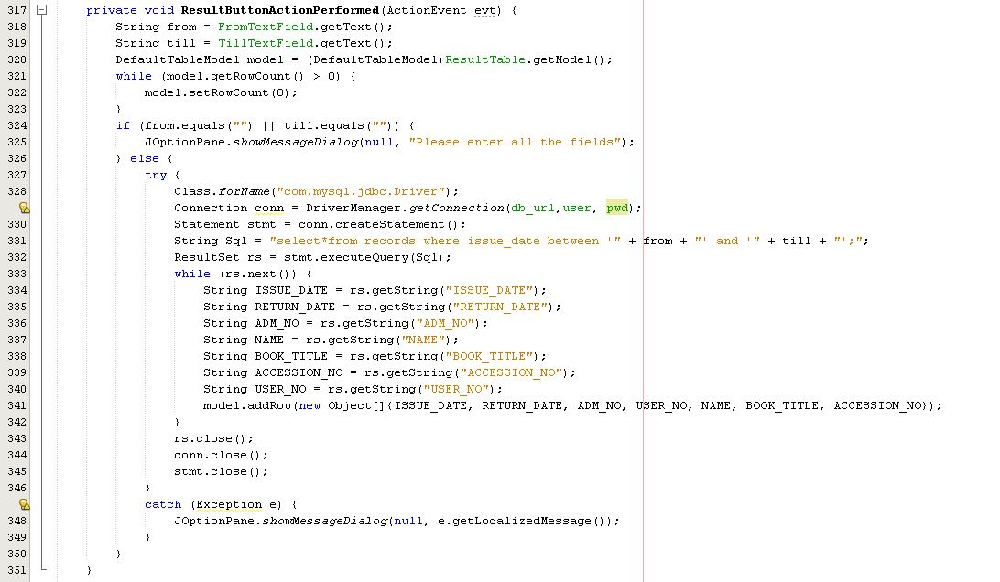 317 private void ResultButtonActionPerformed(ActionEvent evt) {
318 String from = FromTextField.getText();
319 String till = TillTextField.getText();
320 DefaultTableModel model = (DefaultTableModel)ResultTable.getModel();
321 while (model.getRowCount() > 0) {
322 model.setRowCount(0);
323 }
324 if (from.equals("") || till.equals("")) {
325 JOptionPane.showMessageDialog(null, "Please enter all the fields");
326 } else {
327 try {
328 Class.forName("com.mysql.jdbc.Driver");
Connection conn = DriverManager.getConnection(db_url,user, pwd);
330 Statement stmt = conn.createStatement();
331 String Sql = "select*from records where issue_date between '" + from + "' and '" + till + "';";
332 ResultSet rs = stmt.executeQuery(Sql);
333 while (rs.next()) {
334 String ISSUE_DATE = rs.getString("ISSUE_DATE");
335 String RETURN_DATE = rs.getString("RETURN_DATE");
336 String ADM_NO = rs.getString("ADM_NO");
337 String NAME = rs.getString("NAME");
338 String BOOK_TITLE = rs.getString("BOOK_TITLE");
339 String ACCESSION_NO = rs.getString("ACCESSION_NO");
340 String USER_NO = rs.getString("USER_NO");
341 model.addRow(new Object[]{ISSUE_DATE, RETURN_DATE, ADM_NO, USER_NO, NAME, BOOK_TITLE, ACCESSION_NO});
342 }
343 rs.close();
344 conn.close();
345 stmt.close();
346 }
catch (Exception e) {
348 JOptionPane.showMessageDialog(null, e.getLocalizedMessage());
349 }
350 }
351 }